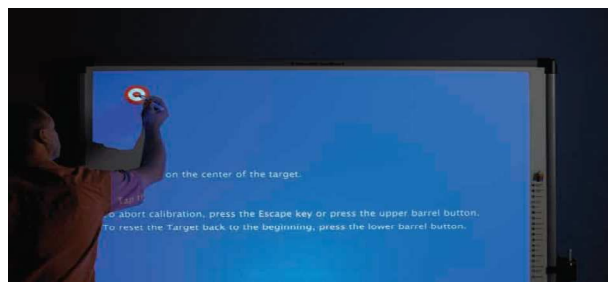 on the center of the target.
To abort calibration, press the Escape key or press the upper barrel button.
To reset the Target back to the beginning, press the lower barrel button.